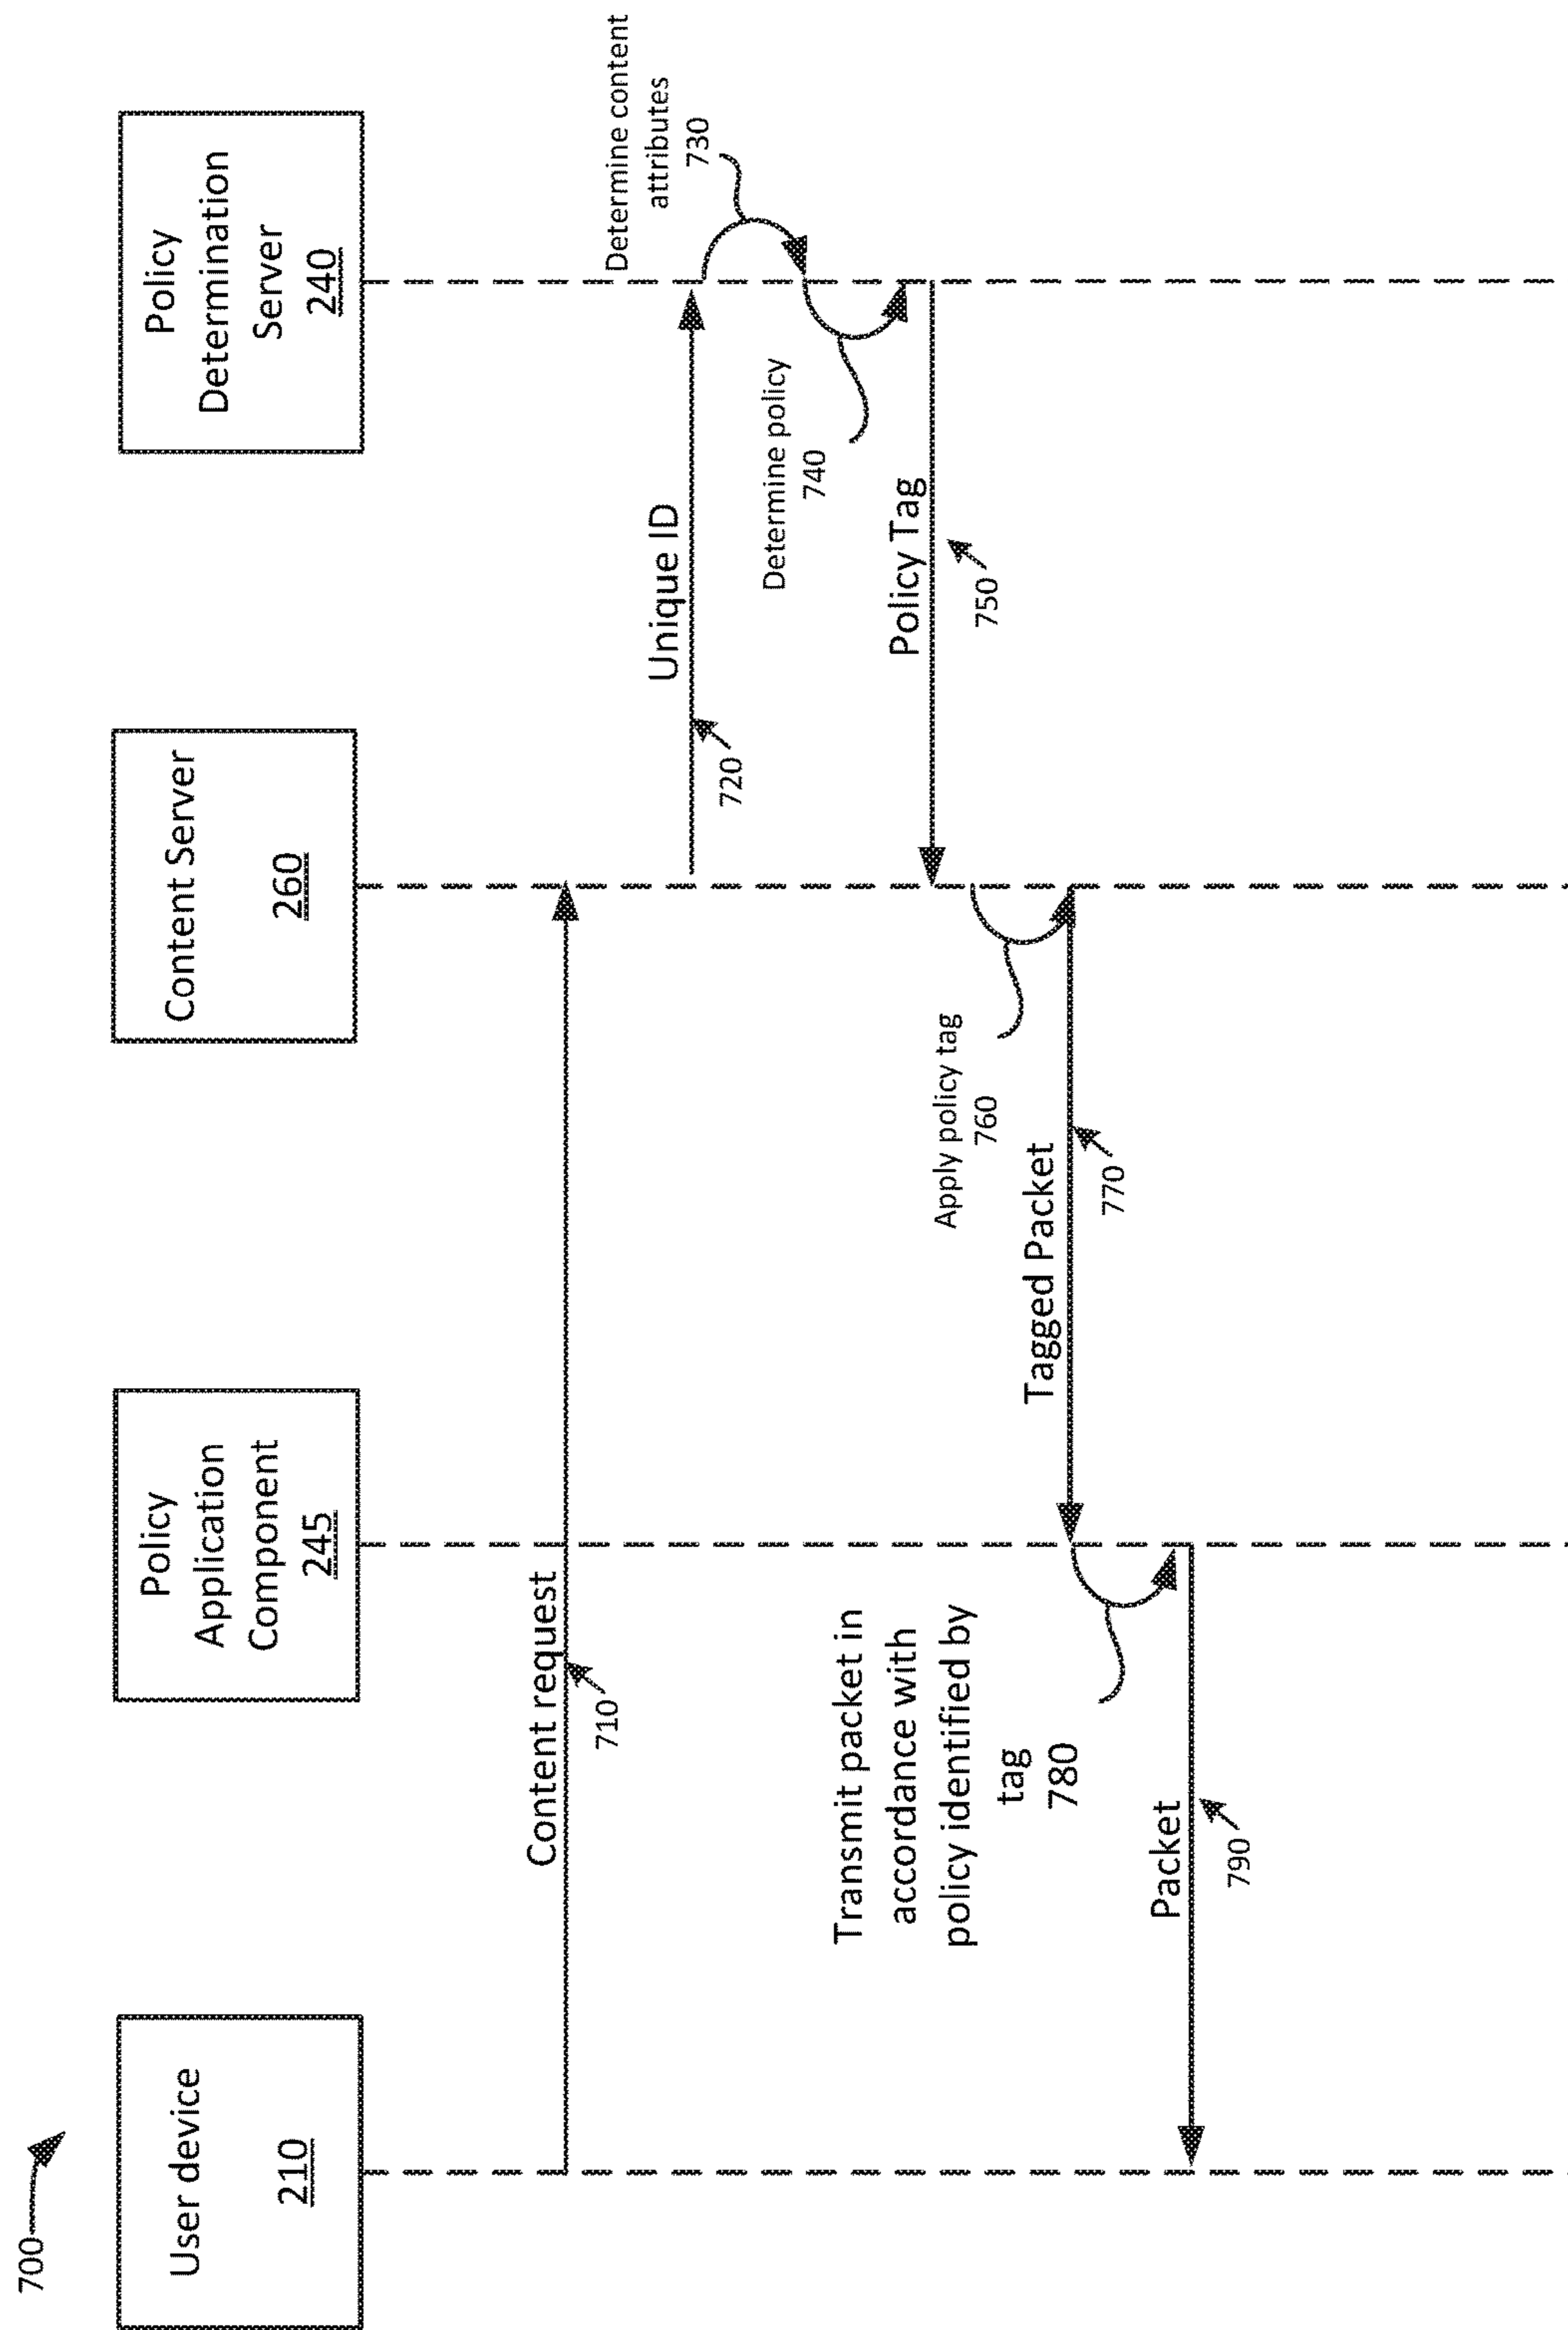 700
User device
210
Policy
Application
Component
245
Content Server
260
Policy
Determination
Server
240
Content request
710
Unique ID
720
Determine content
attributes
730
Determine policy
740
Policy Tag
750
Apply policy tag
760
Tagged Packet
770
Transmit packet in
accordance with
policy identified by
tag
780
Packet
790